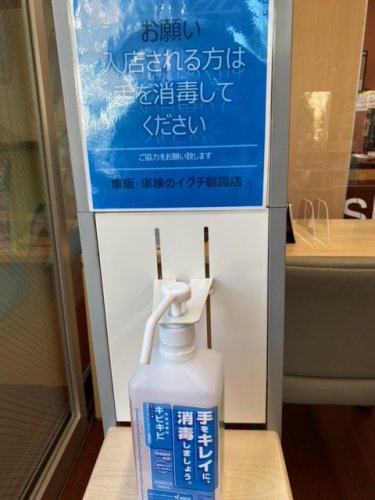 お願い
入店される方は
手を消毒して
ください
ご協力をお願い致します
車販・車検のイグチ朝霞店
S
手をキレイに、
消毒しましょう。
キビキビ